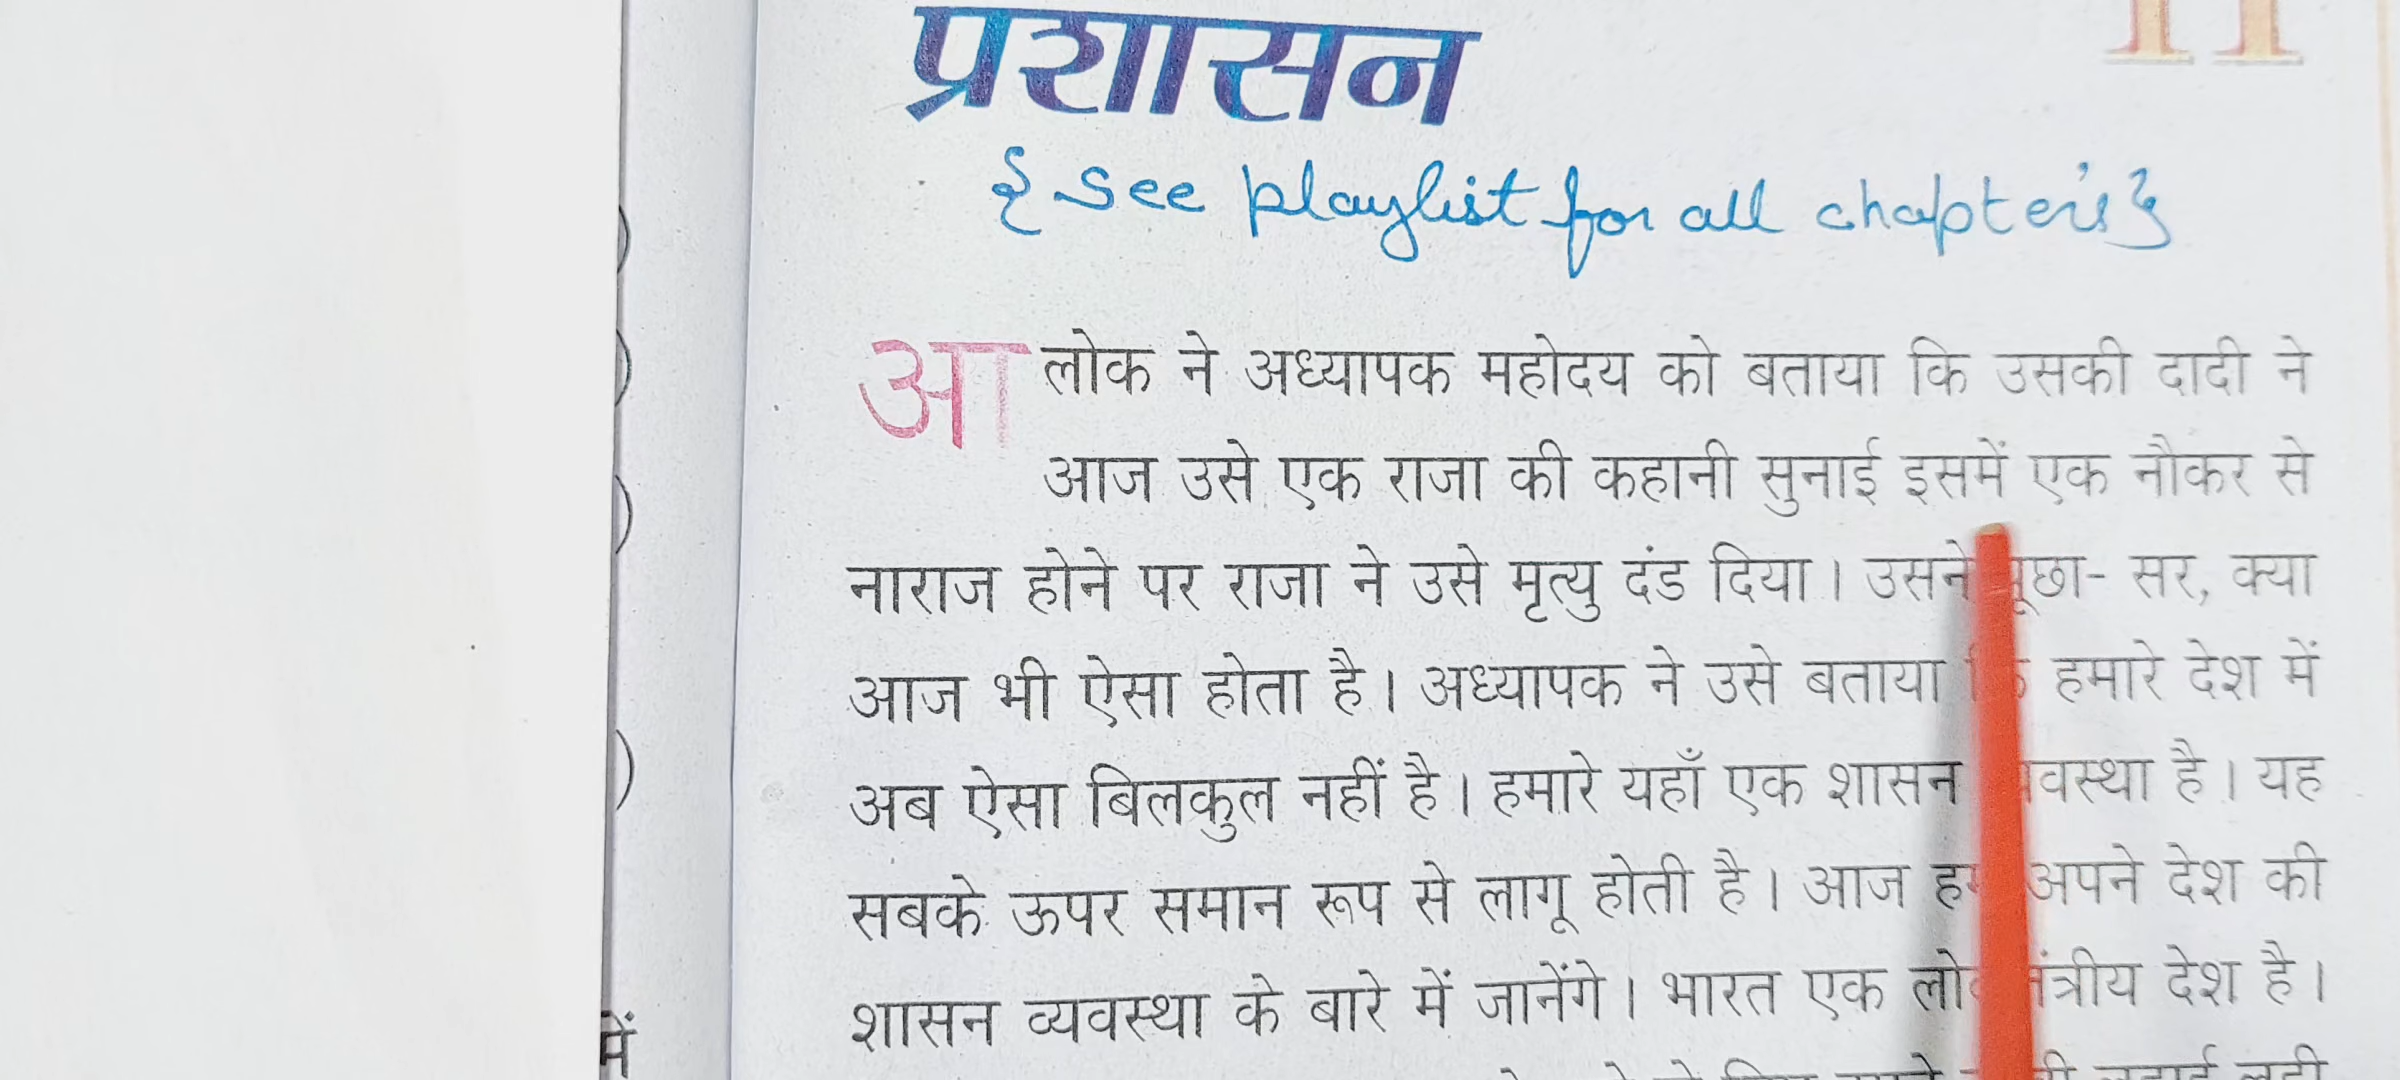 प्रशासन
11
{ see playlist for all chapters }
आलोक ने अध्यापक महोदय को बताया कि उसकी दादी ने
आज उसे एक राजा की कहानी सुनाई इसमें एक नौकर से
नाराज होने पर राजा ने उसे मृत्यु दंड दिया। उसने पूछा- सर, क्या
आज भी ऐसा होता है। अध्यापक ने उसे बताया कि हमारे देश में
अब ऐसा बिलकुल नहीं है। हमारे यहाँ एक शासन व्यवस्था है। यह
सबके ऊपर समान रूप से लागू होती है। आज हम अपने देश की
शासन व्यवस्था के बारे में जानेंगे। भारत एक लोकतंत्रीय देश है।
में